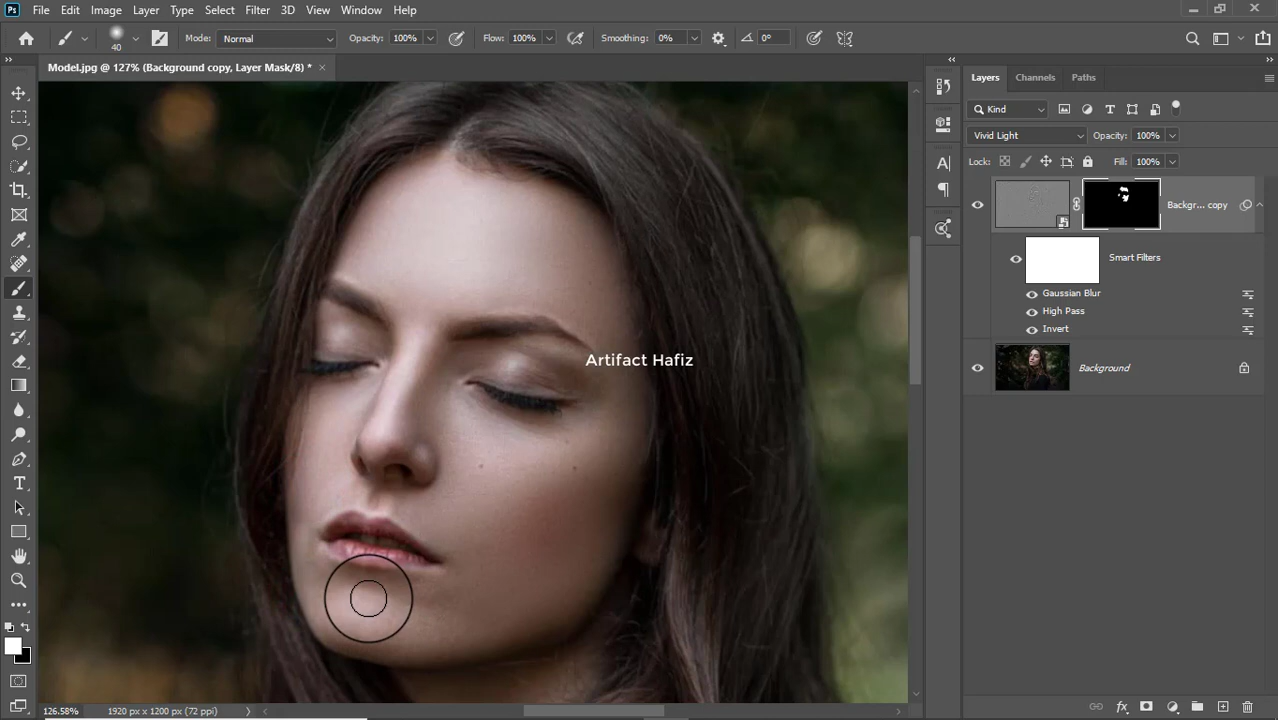 Ps File Edit Image Layer Type Select Filter 3D View Window Help
40 Mode: Normal Opacity: 100% Flow: 100% Smoothing: 0% 0°
Model.jpg @ 127% (Background copy, Layer Mask/8) * ×
Layers Channels Paths
Kind
Vivid Light Opacity: 100%
Lock: Fill: 100%
Backgr... copy
Smart Filters
Gaussian Blur
High Pass
Invert
Background
Artifact Hafiz
126.58% 1920 px x 1200 px (72 ppi)